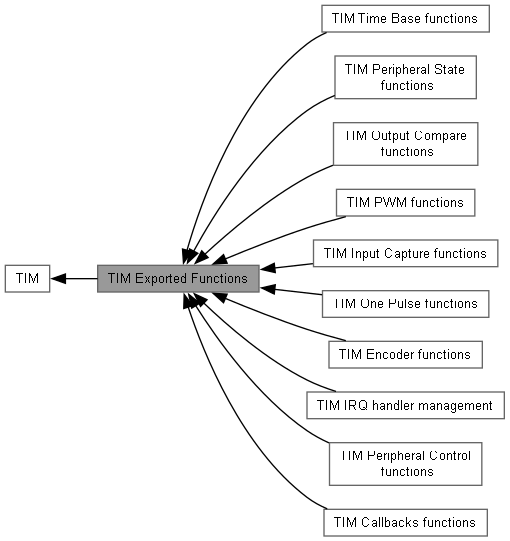 TIM Time Base functions
TIM Peripheral State
functions
TIM Output Compare
functions
TIM PWM functions
TIM Input Capture functions
TIM
TIM Exported Functions
TIM One Pulse functions
TIM Encoder functions
TIM IRQ handler management
TIM Peripheral Control
functions
TIM Callbacks functions